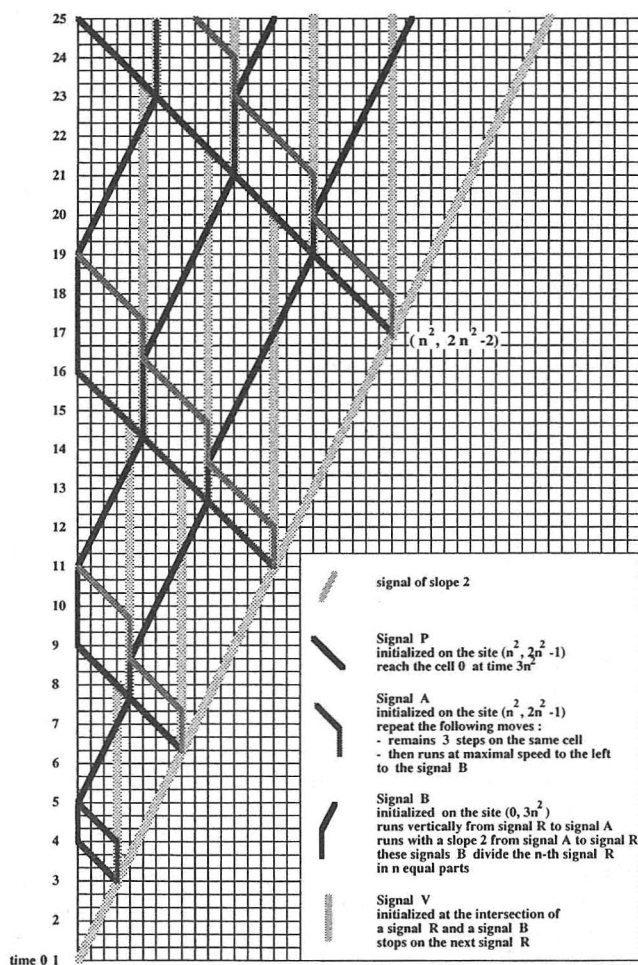 25
24
23
22
21
20
19
18
17
(n², 2n²-2)
16
15
14
13
12
11
10
9
8
7
6
5
4
3
2
time 0 1
signal of slope 2
Signal P
initialized on the site (n², 2n²-1)
reach the cell 0 at time 3n²
Signal A
initialized on the site (n², 2n²-1)
repeat the following moves :
- remains 3 steps on the same cell
- then runs at maximal speed to the left
to the signal B
Signal B
initialized on the site (0, 3n²)
runs vertically from signal R to signal A
runs with a slope 2 from signal A to signal R
these signals B divide the n-th signal R
in n equal parts
Signal V
initialized at the intersection of
a signal R and a signal B
stops on the next signal R